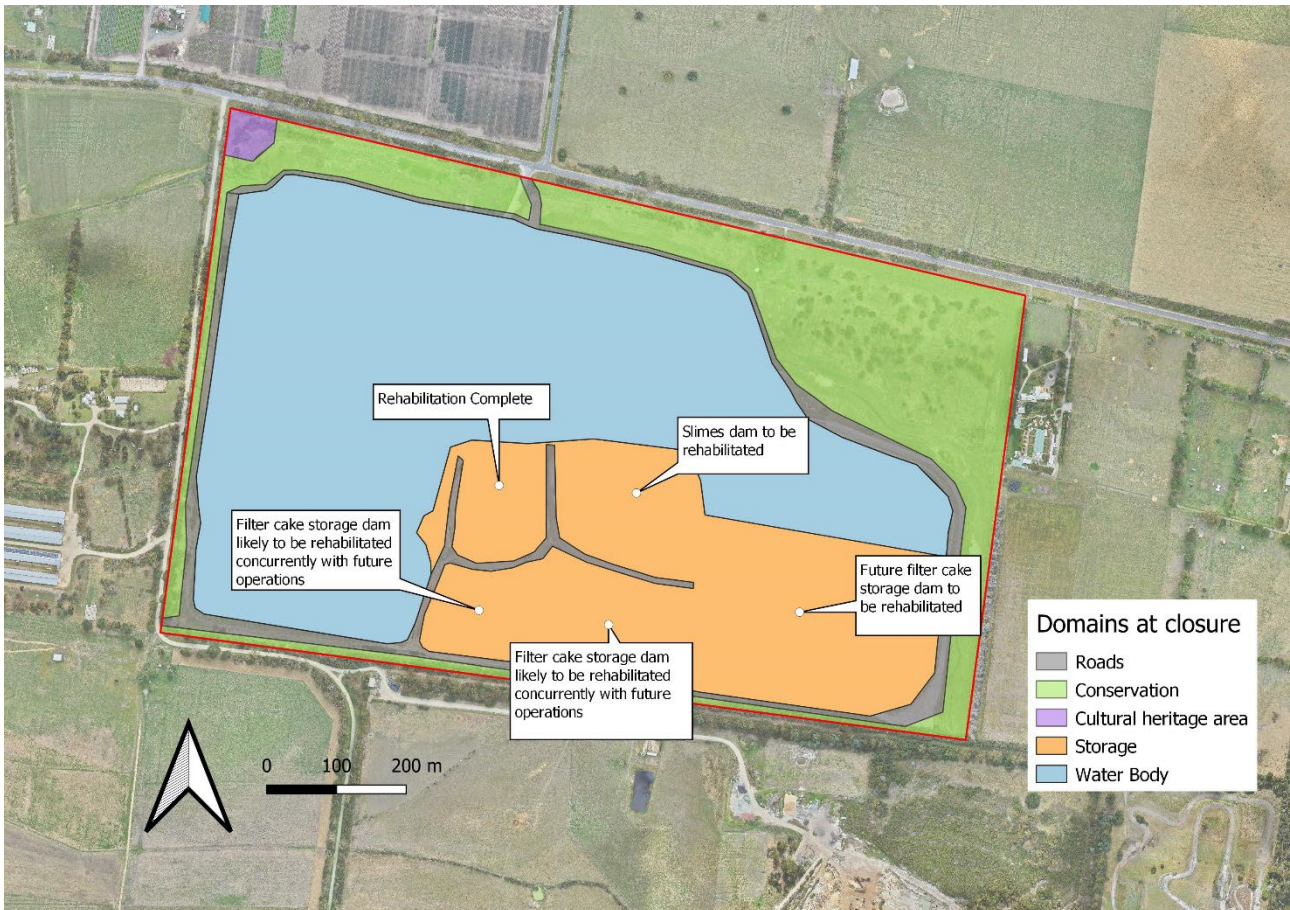 Rehabilitation Complete
Slimes dam to be
rehabilitated
Filter cake storage dam
likely to be rehabilitated
concurrently with future
operations
Future filter cake
storage dam to
be rehabilitated
Filter cake storage dam
likely to be rehabilitated
concurrently with future
operations
Domains at closure
Roads
Conservation
Cultural heritage area
Storage
Water Body
0 100 200 m